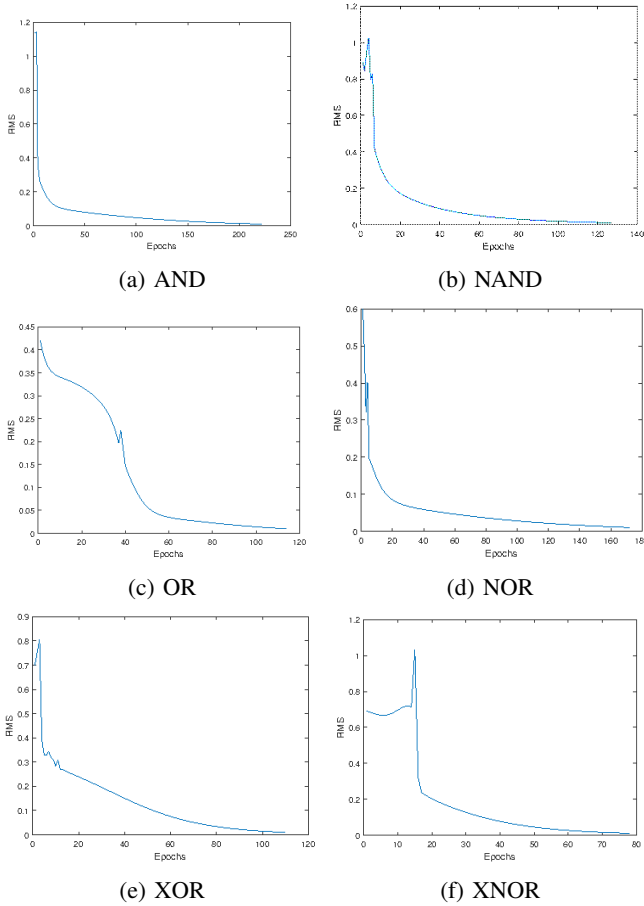 1.2
1
0.8
0.6
0.4
0.2
0
RMS
0 50 100 150 200 250
Epochs
(a) AND
1.2
1
0.8
0.6
0.4
0.2
0
RMS
0 20 40 60 80 100 120 140
Epochs
(b) NAND
0.45
0.4
0.35
0.3
0.25
0.2
0.15
0.1
0.05
0
RMS
0 20 40 60 80 100 120
Epochs
(c) OR
0.6
0.5
0.4
0.3
0.2
0.1
0
RMS
0 20 40 60 80 100 120 140 160 180
Epochs
(d) NOR
0.9
0.8
0.7
0.6
0.5
0.4
0.3
0.2
0.1
0
RMS
0 20 40 60 80 100 120
Epochs
(e) XOR
1.2
1
0.8
0.6
0.4
0.2
0
RMS
0 10 20 30 40 50 60 70 80
Epochs
(f) XNOR